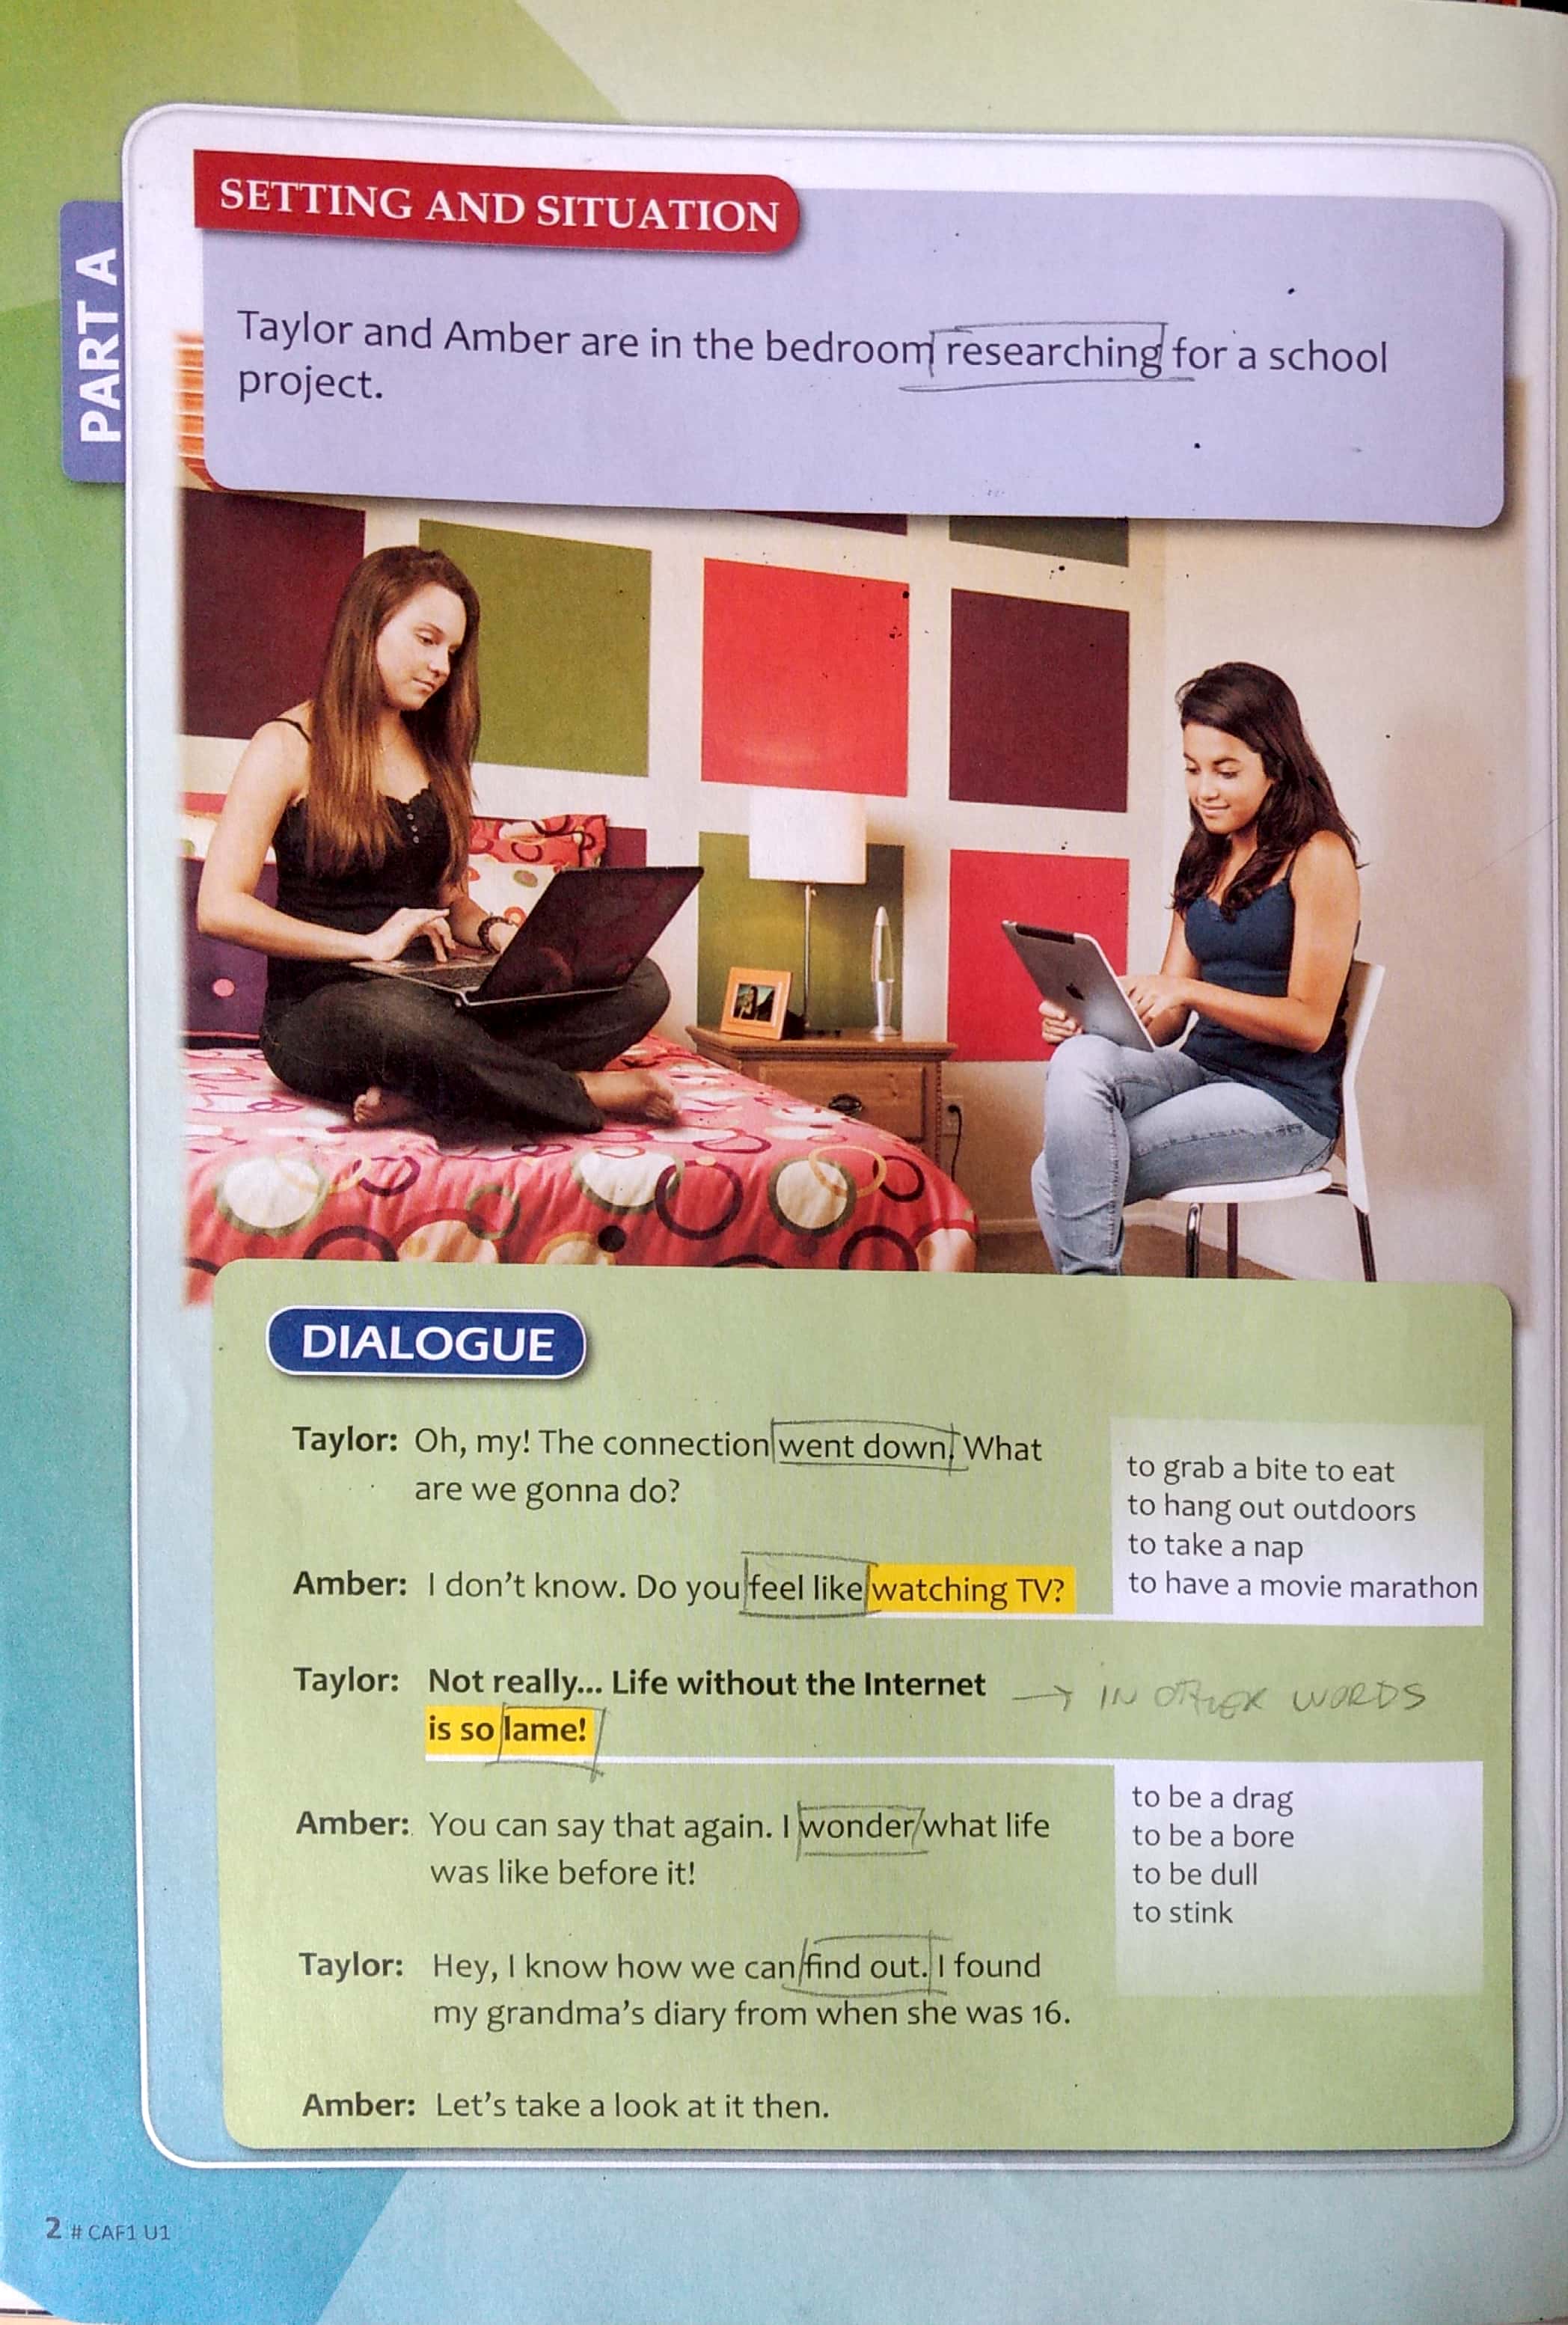 PART A
SETTING AND SITUATION
Taylor and Amber are in the bedroom researching for a school
project.
DIALOGUE
Taylor: Oh, my! The connection went down. What
are we gonna do?
to grab a bite to eat
to hang out outdoors
to take a nap
to have a movie marathon
Amber: I don't know. Do you feel like watching TV?
Taylor: Not really... Life without the Internet
is so lame!
→ IN OTHER WORDS
to be a drag
to be a bore
to be dull
to stink
Amber: You can say that again. I wonder what life
was like before it!
Taylor: Hey, I know how we can find out. I found
my grandma's diary from when she was 16.
Amber: Let's take a look at it then.
2 # CAF1 U1